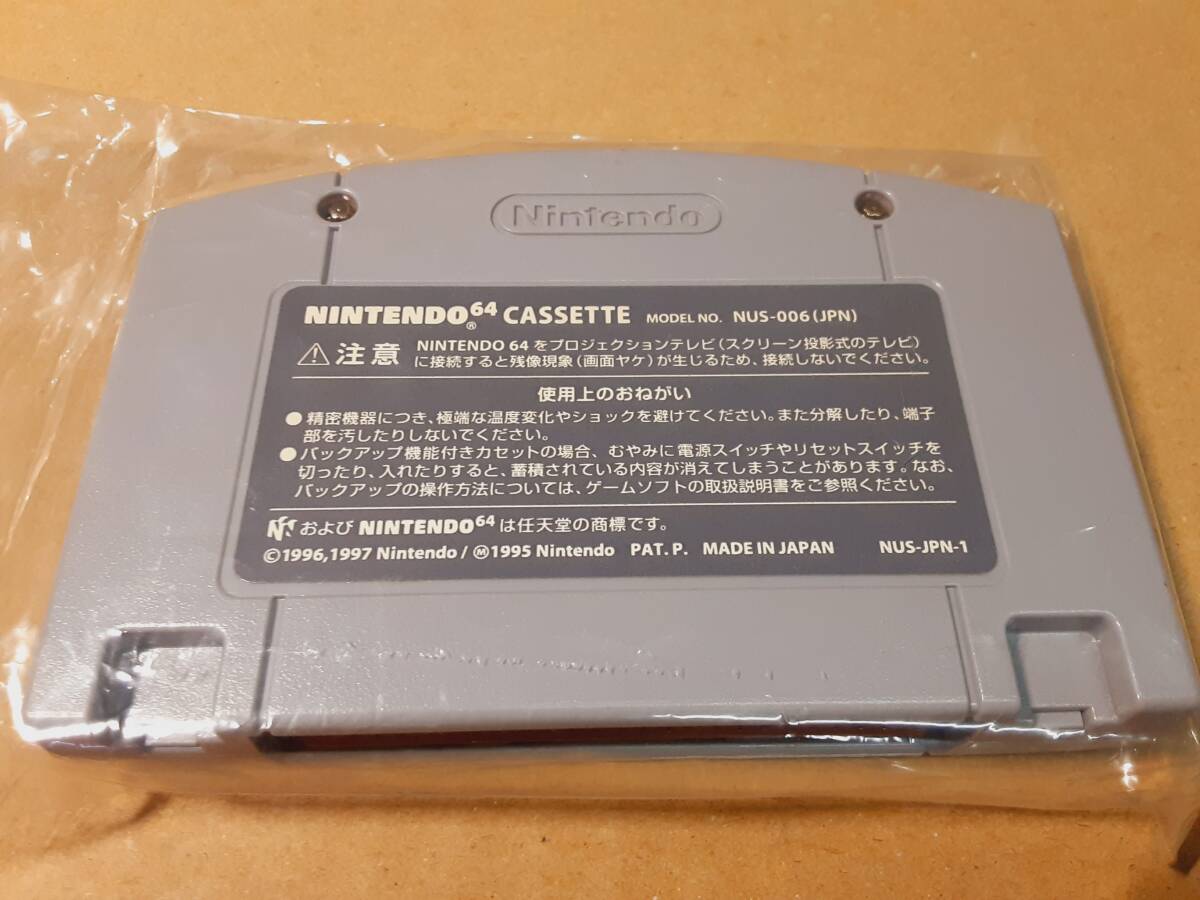 Nintendo
NINTENDO64® CASSETTE MODEL NO. NUS-006(JPN)
⚠注意 NINTENDO 64 をプロジェクションテレビ(スクリーン投影式のテレビ)
に接続すると残像現象(画面ヤケ)が生じるため、接続しないでください。
使用上のおねがい
●精密機器につき、極端な温度変化やショックを避けてください。また分解したり、端子
部を汚したりしないでください。
●バックアップ機能付きカセットの場合、むやみに電源スイッチやリセットスイッチを
切ったり、入れたりすると、蓄積されている内容が消えてしまうことがあります。なお、
バックアップの操作方法については、ゲームソフトの取扱説明書をご参照ください。
および NINTENDO64 は任天堂の商標です。
©1996,1997 Nintendo / Ⓜ1995 Nintendo PAT. P. MADE IN JAPAN NUS-JPN-1